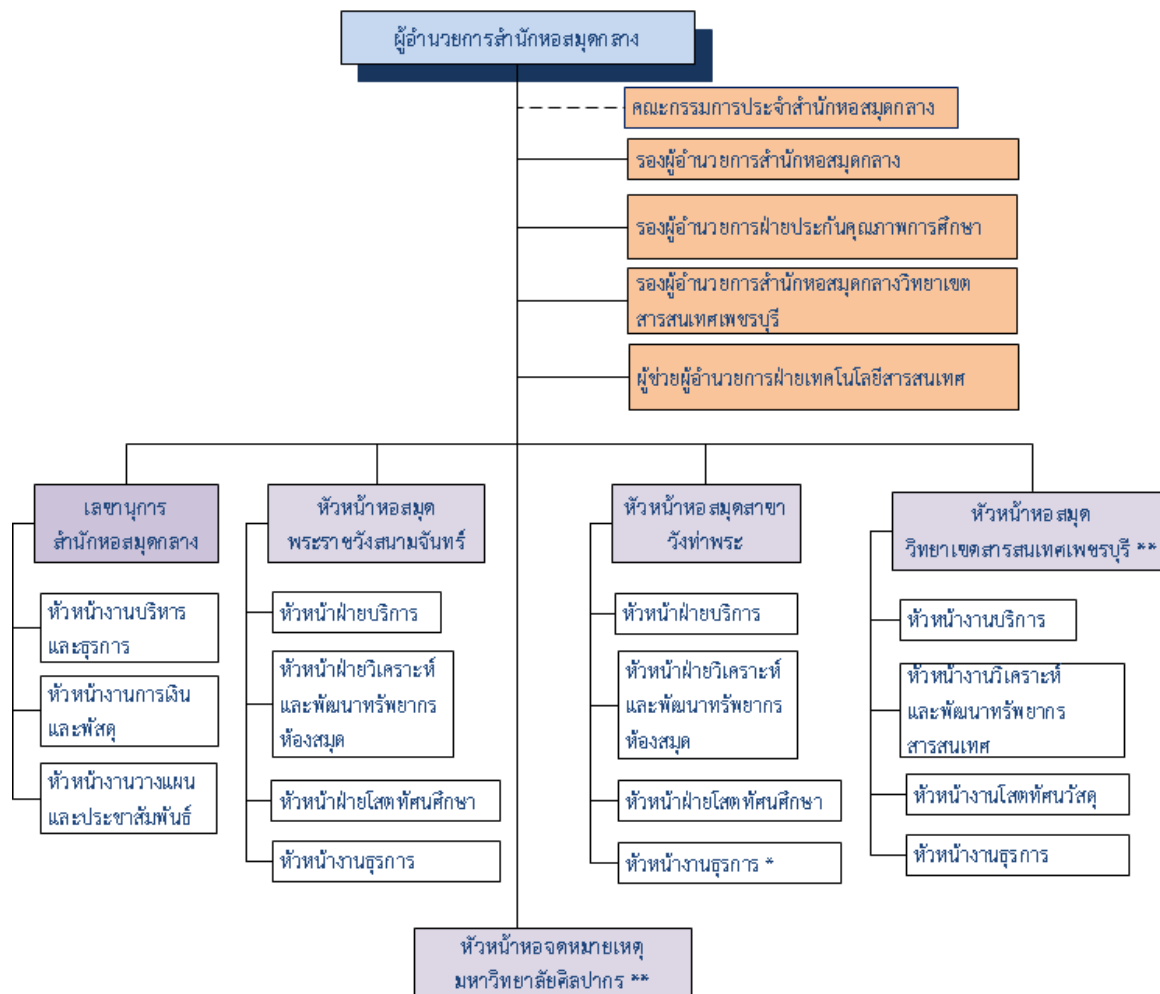 ผู้อำนวยการสำนักหอสมุดกลาง
คณะกรรมการประจำสำนักหอสมุดกลาง
รองผู้อำนวยการสำนักหอสมุดกลาง
รองผู้อำนวยการฝ่ายประกันคุณภาพการศึกษา
รองผู้อำนวยการสำนักหอสมุดกลางวิทยาเขต
สารสนเทศเพชรบุรี
ผู้ช่วยผู้อำนวยการฝ่ายเทคโนโลยีสารสนเทศ
เลขานุการ
สำนักหอสมุดกลาง
หัวหน้างานบริหาร
และธุรการ
หัวหน้างานการเงิน
และพัสดุ
หัวหน้างานวางแผน
และประชาสัมพันธ์
หัวหน้าหอสมุด
พระราชวังสนามจันทร์
หัวหน้าฝ่ายบริการ
หัวหน้าฝ่ายวิเคราะห์
และพัฒนาทรัพยากร
ห้องสมุด
หัวหน้าฝ่ายโสตทัศนศึกษา
หัวหน้างานธุรการ
หัวหน้าหอสมุดสาขา
วังท่าพระ
หัวหน้าฝ่ายบริการ
หัวหน้าฝ่ายวิเคราะห์
และพัฒนาทรัพยากร
ห้องสมุด
หัวหน้าฝ่ายโสตทัศนศึกษา
หัวหน้างานธุรการ *
หัวหน้าหอสมุด
วิทยาเขตสารสนเทศเพชรบุรี **
หัวหน้างานบริการ
หัวหน้างานวิเคราะห์
และพัฒนาทรัพยากร
สารสนเทศ
หัวหน้างานโสตทัศนวัสดุ
หัวหน้างานธุรการ
หัวหน้าหอจดหมายเหตุ
มหาวิทยาลัยศิลปากร **